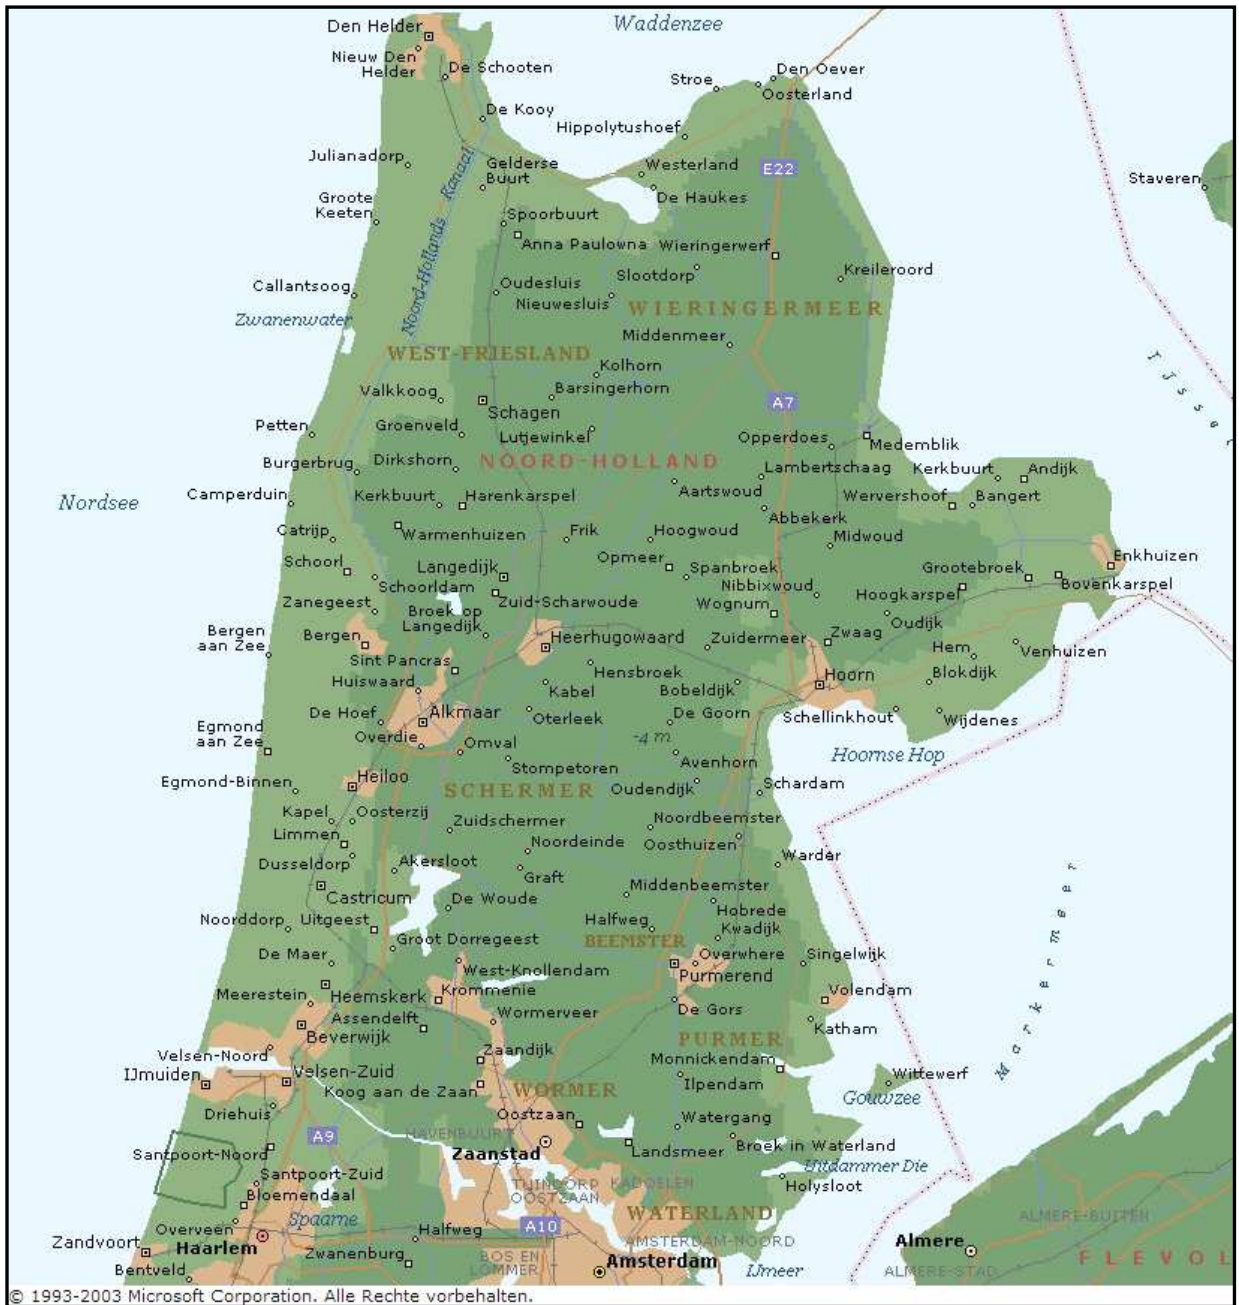 Waddenzee
Den Helder
Nieuw Den
Helder
De Schooten
Den Oever
Stroe
Oosterland
De Kooy
Hippolytushoef
Julianadorp
Gelderse
Buurt
Westerland
E22
Staveren
Groote
Keeten
De Haukes
Noord-Hollands Kanaal
Spoorbuurt
Anna Paulowna
Wieringerwerf
Slootdorp
Kreileroord
Callantsoog
Oudesluis
Nieuwesluis
WIERINGERMEER
Zwanenwater
Middenmeer
WEST-FRIESLAND
Kolhorn
IJssel
Valkkoog
Barsingerhorn
A7
Schagen
Petten
Groenveld
Lutjewinkel
Opperdoes
Medemblik
Burgerbrug
Dirkshorn
NOORD-HOLLAND
Lambertschaag
Kerkbuurt
Andijk
Nordsee
Camperduin
Kerkbuurt
Harenkarspel
Aartswoud
Wervershoof
Bangert
Abbekerk
Catrijp
Warmenhuizen
Frik
Hoogwoud
Midwoud
Schoorl
Langedijk
Opmeer
Spanbroek
Grootebroek
Enkhuizen
Schoorldam
Nibbixwoud
Bovenkarspel
Zanegeest
Zuid-Scharwoude
Broek op
Langedijk
Wognum
Hoogkarspel
Oudijk
Bergen
aan Zee
Bergen
Heerhugowaard
Zuidermeer
Zwaag
Hem
Venhuizen
Sint Pancras
Hensbroek
Huiswaard
Kabel
Bobeldijk
Hoorn
Blokdijk
De Hoef
Alkmaar
Oterleek
De Goorn
Schellinkhout
Wijdenes
Egmond
aan Zee
Overdie
Omval
-4 m
Hoornse Hop
Stompetoren
Avenhorn
Egmond-Binnen
Heiloo
SCHERMER
Oudendijk
Schardam
Kapel
Oosterzij
Zuidschermer
Noordbeemster
Limmen
Noordeinde
Oosthuizen
Dusseldorp
Akersloot
Graft
Warder
Castricum
De Woude
Middenbeemster
Hobrede
Noorddorp
Uitgeest
Halfweg
Kwadijk
De Maer
Groot Dorregeest
BEEMSTER
Overwhere
Singelwijk
West-Knollendam
Purmerend
Markermeer
Meerestein
Heemskerk
Krommenie
Volendam
Assendelft
Wormerveer
De Gors
Katham
Beverwijk
PURMER
Velsen-Noord
Zaandijk
Monnickendam
IJmuiden
Velsen-Zuid
Ilpendam
Wittewerf
Koog aan de Zaan
WORMER
Gouwzee
Driehuis
Oostzaan
Watergang
A9
HAVENBUURT
Santpoort-Noord
Zaanstad
Landsmeer
Broek in Waterland
Uitdammer Die
Santpoort-Zuid
TUINDORP
OOSTZAAN
KADOELEN
Holysloot
Bloemendaal
Spaarne
WATERLAND
ALMERE-BUITEN
Overveen
Halfweg
A10
AMSTERDAM-NOORD
Zandvoort
Haarlem
Almere
Zwanenburg
BOS EN
LOMMER
Amsterdam
FLEVOL
Bentveld
IJmeer
ALMERE-STAD
© 1993-2003 Microsoft Corporation. Alle Rechte vorbehalten.